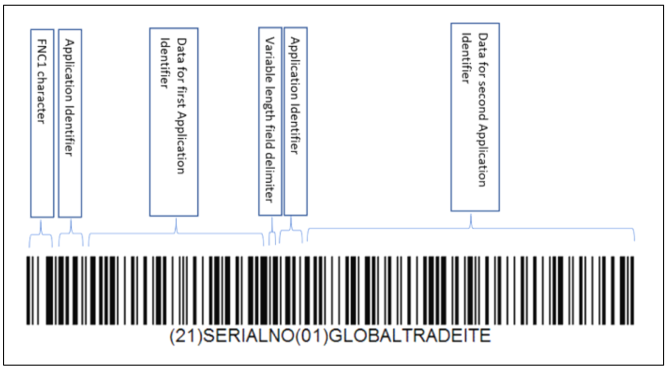 FNC1 character
Application Identifier
Data for first Application
Identifier
Variable length field delimiter
Application Identifier
Data for second Application
Identifier
(21)SERIALNO(01)GLOBALTRADEITE